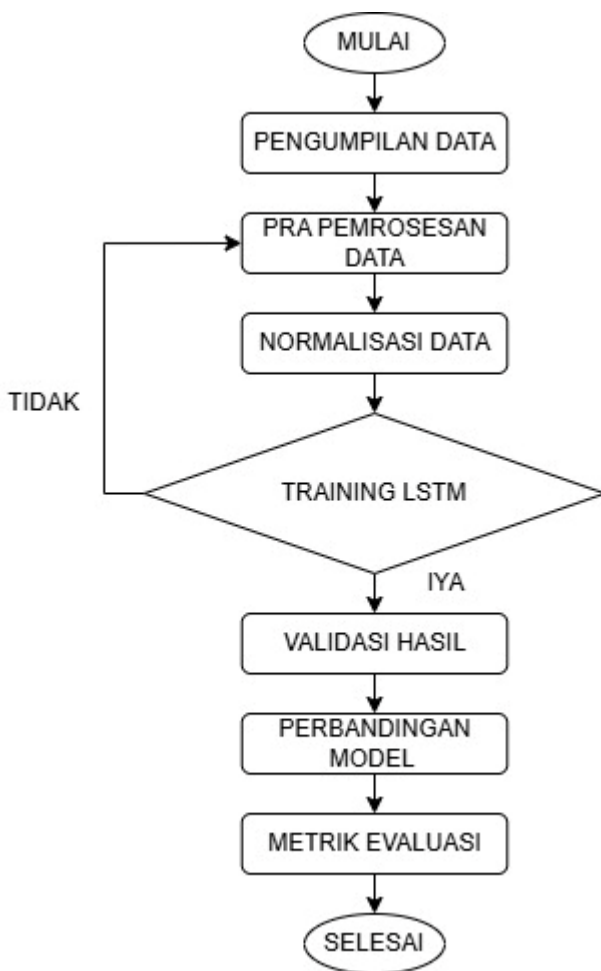 MULAI
PENGUMPILAN DATA
PRA PEMROSESAN
DATA
NORMALISASI DATA
TIDAK
TRAINING LSTM
IYA
VALIDASI HASIL
PERBANDINGAN
MODEL
METRIK EVALUASI
SELESAI